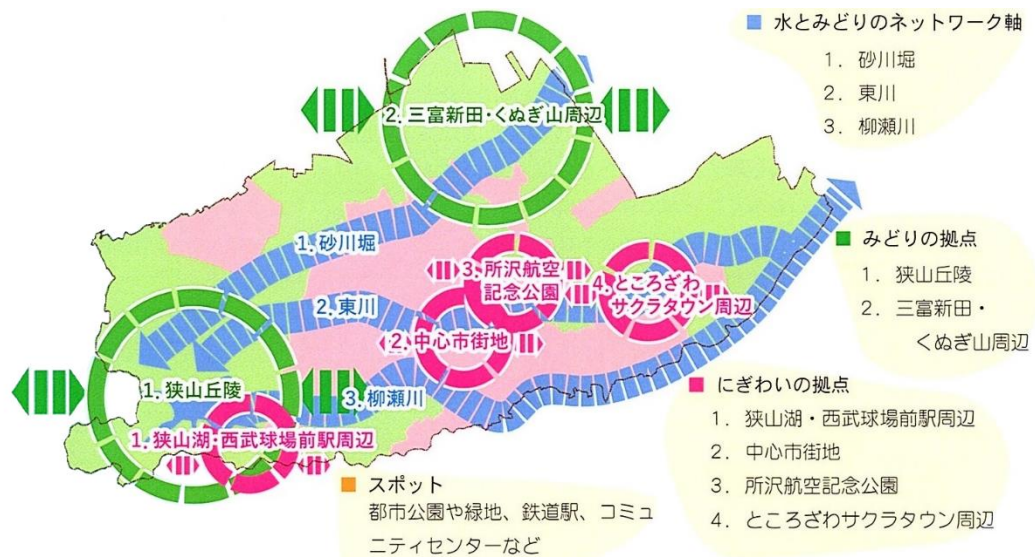 2. 三富新田・くぬぎ山周辺
1. 砂川堀
3. 所沢航空
記念公園
4. ところざわ
サクラタウン周辺
2. 東川
2. 中心市街地
1. 狭山丘陵
3. 柳瀬川
1. 狭山湖・西武球場前駅周辺
■ 水とみどりのネットワーク軸
1. 砂川堀
2. 東川
3. 柳瀬川
■ みどりの拠点
1. 狭山丘陵
2. 三富新田・
くぬぎ山周辺
■ にぎわいの拠点
1. 狭山湖・西武球場前駅周辺
2. 中心市街地
3. 所沢航空記念公園
4. ところざわサクラタウン周辺
■ スポット
都市公園や緑地、鉄道駅、コミュ
ニティセンターなど